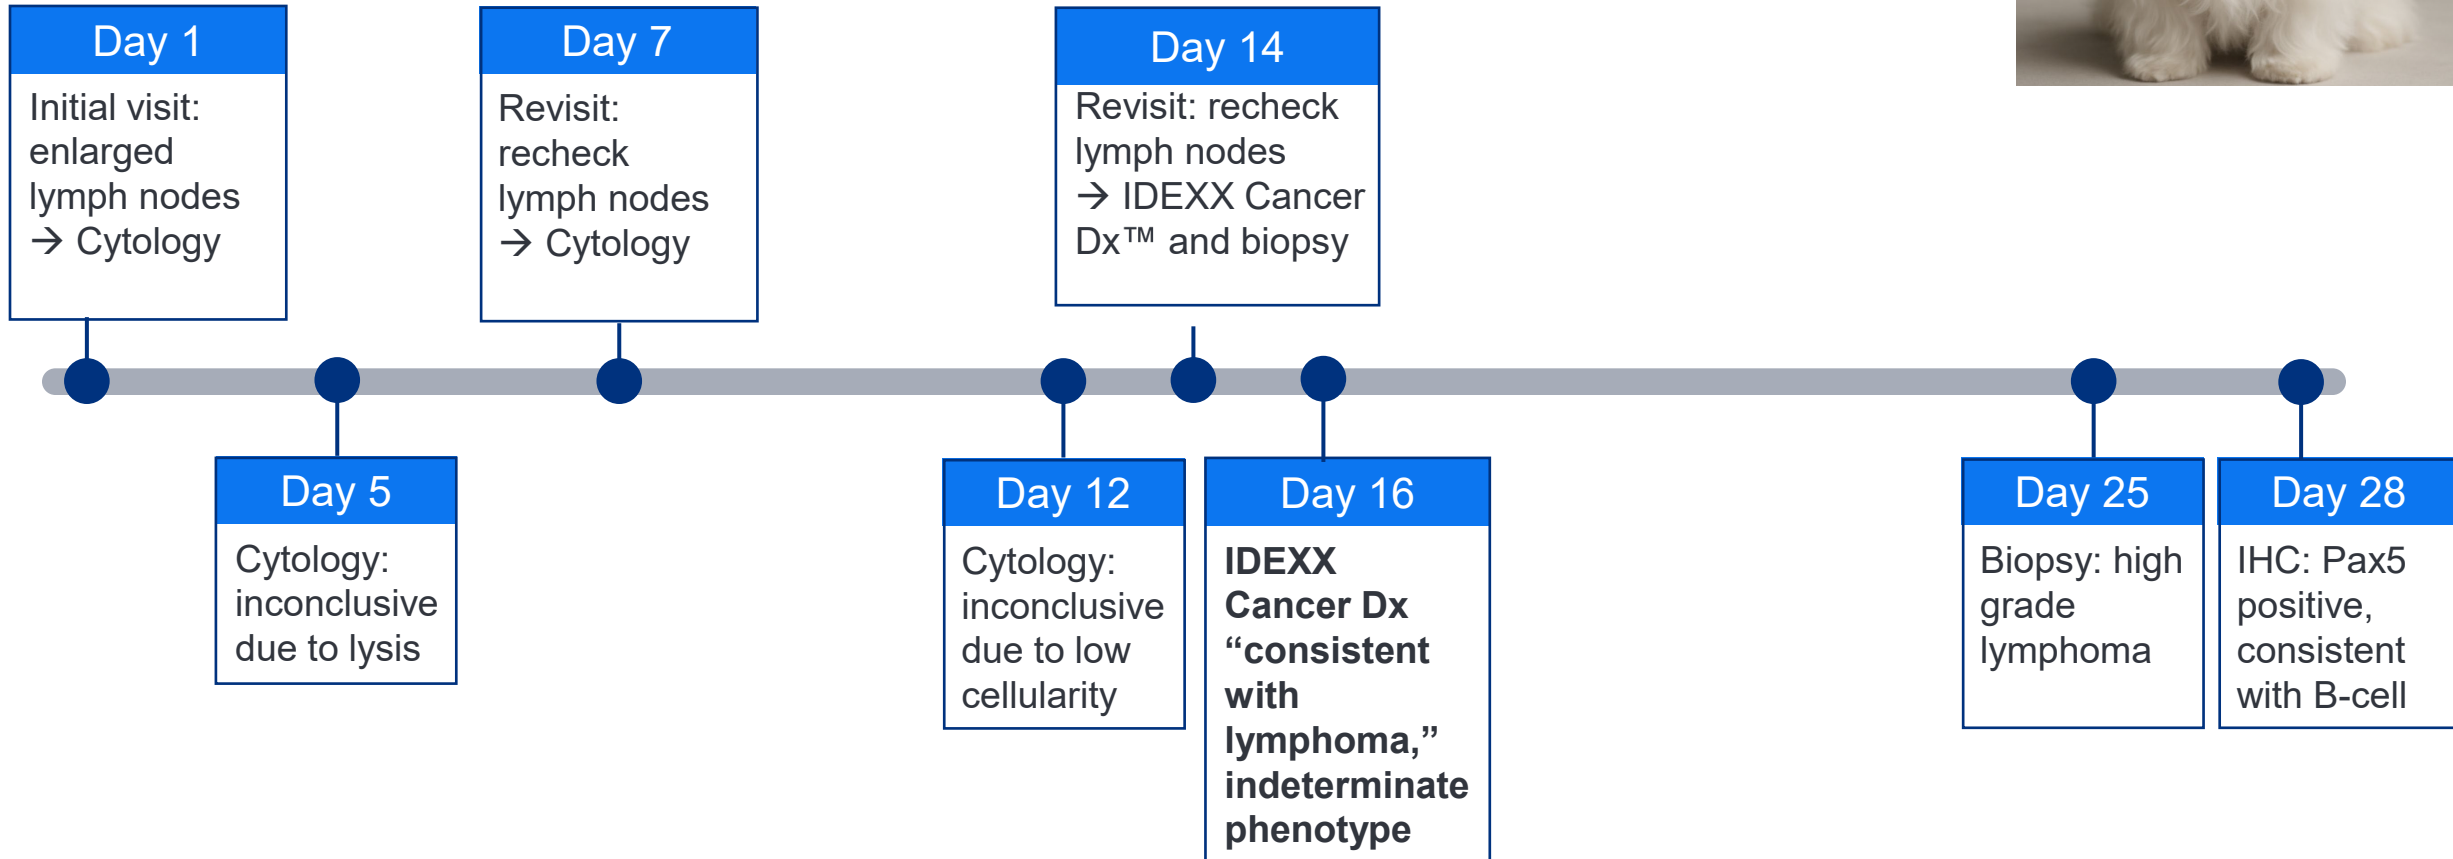 Day 1
Initial visit:
enlarged
lymph nodes
→ Cytology
Day 7
Revisit:
recheck
lymph nodes
→ Cytology
Day 14
Revisit: recheck
lymph nodes
→ IDEXX Cancer
Dx™ and biopsy
Day 5
Cytology:
inconclusive
due to lysis
Day 12
Cytology:
inconclusive
due to low
cellularity
Day 16
IDEXX
Cancer Dx
“consistent
with
lymphoma,”
indeterminate
phenotype
Day 25
Biopsy: high
grade
lymphoma
Day 28
IHC: Pax5
positive,
consistent
with B-cell